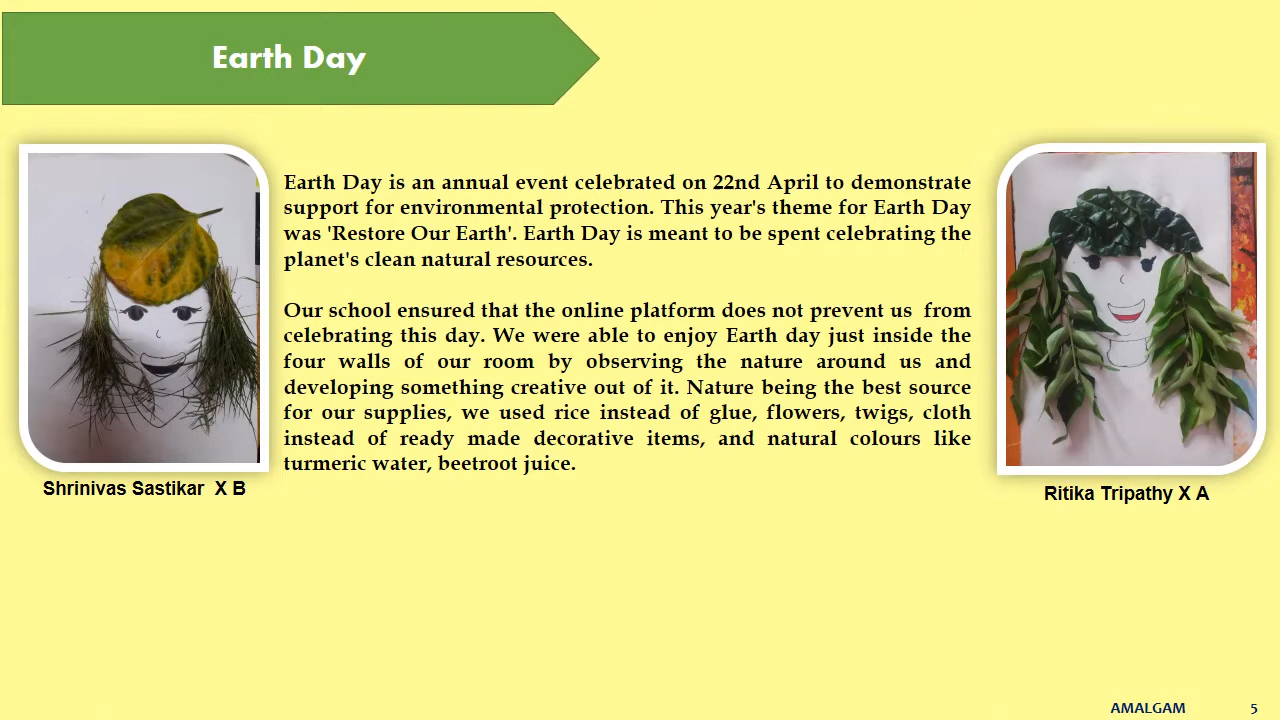 Earth Day
Earth Day is an annual event celebrated on 22nd April to demonstrate
support for environmental protection. This year's theme for Earth Day
was 'Restore Our Earth'. Earth Day is meant to be spent celebrating the
planet's clean natural resources.
Our school ensured that the online platform does not prevent us  from
celebrating this day. We were able to enjoy Earth day just inside the
four walls of our room by observing the nature around us and
developing something creative out of it. Nature being the best source
for our supplies, we used rice instead of glue, flowers, twigs, cloth
instead of ready made decorative items, and natural colours like
turmeric water, beetroot juice.
Shrinivas Sastikar  X B
Ritika Tripathy X A
AMALGAM
5